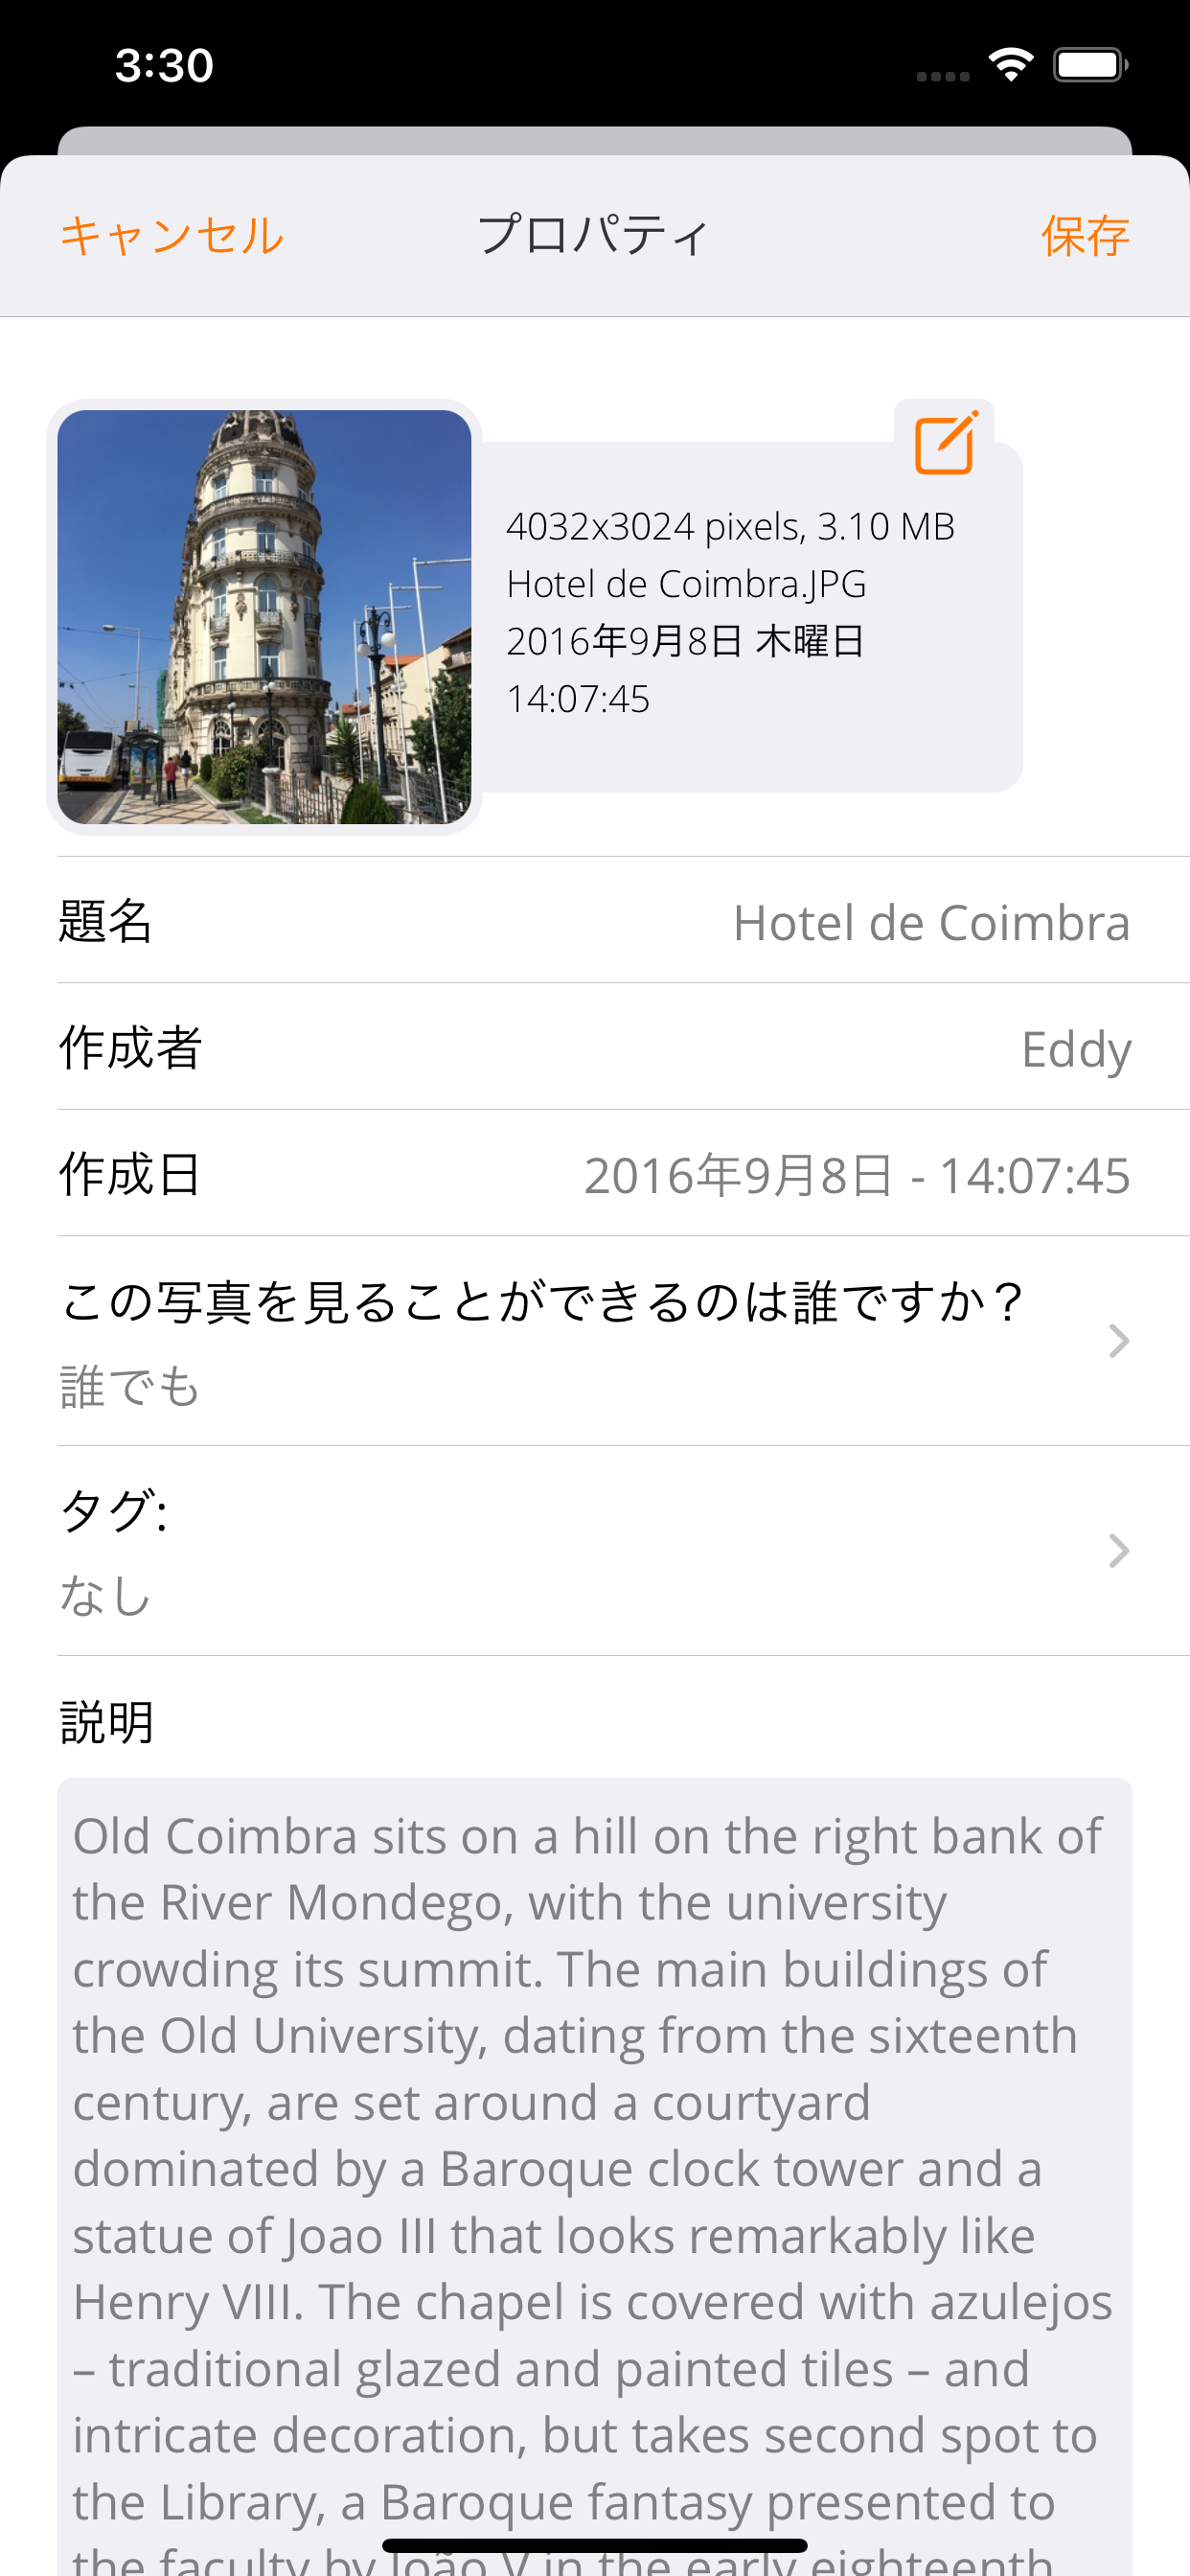 3:30
キャンセル プロパティ 保存
4032x3024 pixels, 3.10 MB
Hotel de Coimbra.JPG
2016年9月8日 木曜日
14:07:45
題名 Hotel de Coimbra
作成者 Eddy
作成日 2016年9月8日 - 14:07:45
この写真を見ることができるのは誰ですか？
誰でも
タグ:
なし
説明
Old Coimbra sits on a hill on the right bank of
the River Mondego, with the university
crowding its summit. The main buildings of
the Old University, dating from the sixteenth
century, are set around a courtyard
dominated by a Baroque clock tower and a
statue of Joao III that looks remarkably like
Henry VIII. The chapel is covered with azulejos
– traditional glazed and painted tiles – and
intricate decoration, but takes second spot to
the Library, a Baroque fantasy presented to
the faculty by João V in the early eighteenth